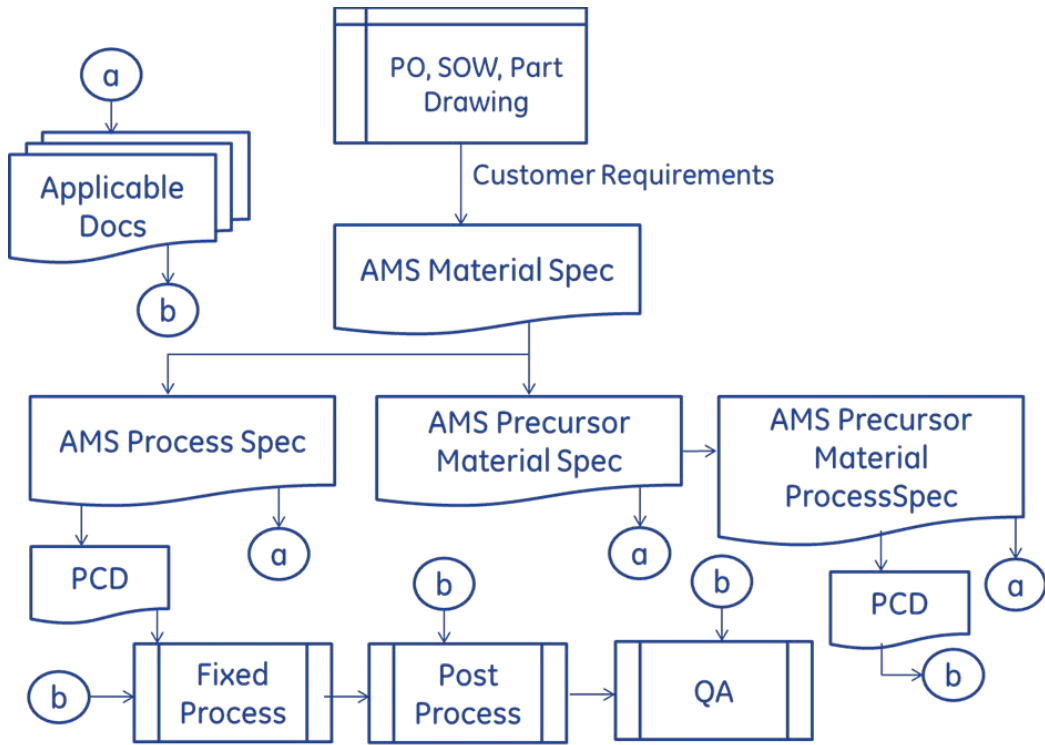 PO, SOW, Part
Drawing
a
Applicable
Docs
b
Customer Requirements
AMS Material Spec
AMS Process Spec
AMS Precursor
Material Spec
AMS Precursor
Material
ProcessSpec
a
a
a
PCD
b
b
PCD
b
Fixed
Process
Post
Process
QA
b